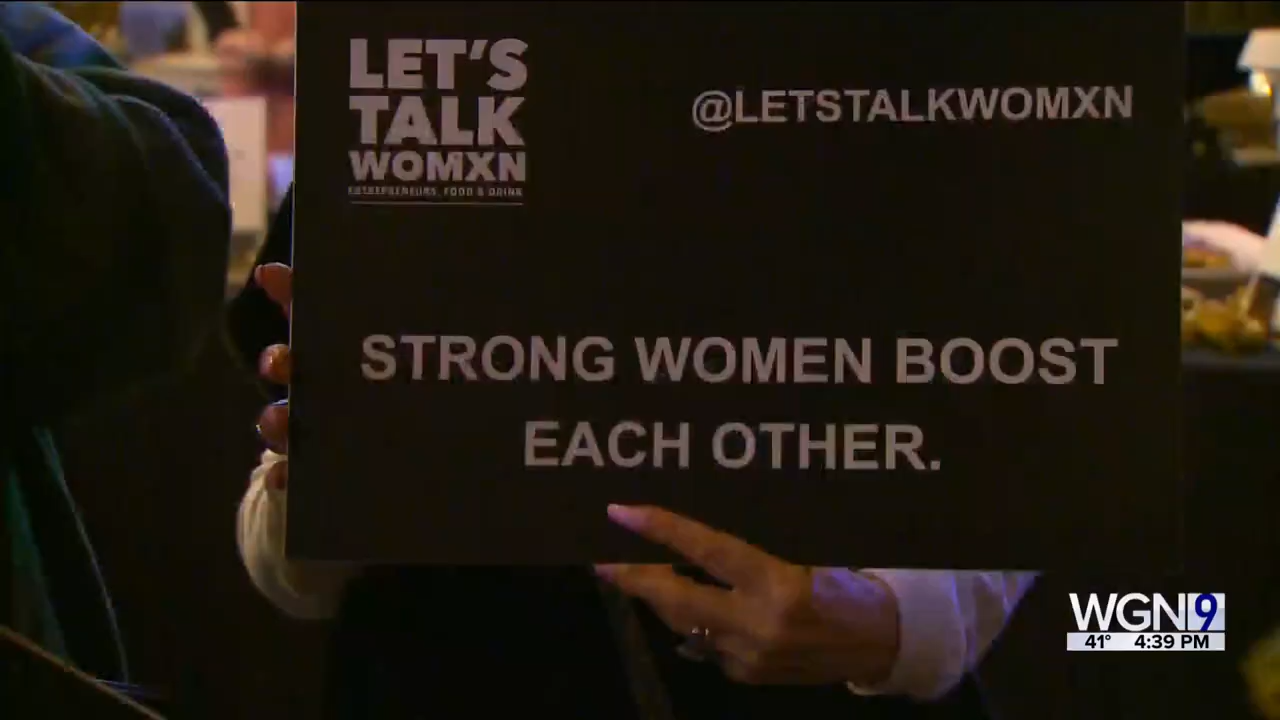 LET'S
TALK
WOMXN
ENTREPRENEURS, FOOD & DRINK
@LETSTALKWOMXN
STRONG WOMEN BOOST
EACH OTHER.
WGN9
41° 4:39 PM